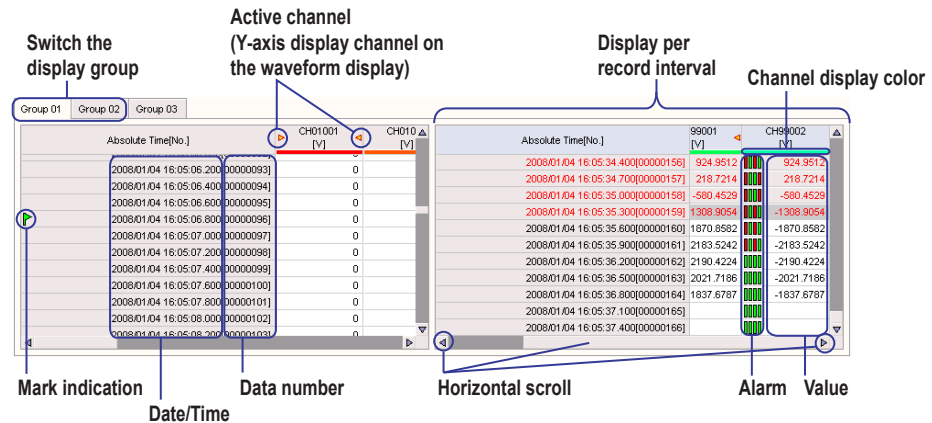 Active channel
(Y-axis display channel on
the waveform display)
Switch the
display group
Display per
record interval
Channel display color
Group 01 Group 02 Group 03
Absolute Time[No.] CH01001 CH010
[V] [V]
2008/01/04 16:05:06.200[00000093] 0
2008/01/04 16:05:06.400[00000094] 0
2008/01/04 16:05:06.600[00000095] 0
2008/01/04 16:05:06.800[00000096] 0
2008/01/04 16:05:07.000[00000097] 0
2008/01/04 16:05:07.200[00000098] 0
2008/01/04 16:05:07.400[00000099] 0
2008/01/04 16:05:07.600[00000100] 0
2008/01/04 16:05:07.800[00000101] 0
2008/01/04 16:05:08.000[00000102] 0
2008/01/04 16:05:08.200[00000103] 0
Absolute Time[No.] 99001 CH99002
[V] [V]
2008/01/04 16:05:34.400[00000156] 924.9512 924.9512
2008/01/04 16:05:34.700[00000157] 218.7214 218.7214
2008/01/04 16:05:35.000[00000158] -580.4529 -580.4529
2008/01/04 16:05:35.300[00000159] 1308.9054 -1308.9054
2008/01/04 16:05:35.600[00000160] 1870.8582 -1870.8582
2008/01/04 16:05:35.900[00000161] 2183.5242 -2183.5242
2008/01/04 16:05:36.200[00000162] 2190.4224 -2190.4224
2008/01/04 16:05:36.500[00000163] 2021.7186 -2021.7186
2008/01/04 16:05:36.800[00000164] 1837.6787 -1837.6787
2008/01/04 16:05:37.100[00000165]
2008/01/04 16:05:37.400[00000166]
Mark indication
Date/Time
Data number
Horizontal scroll
Alarm
Value